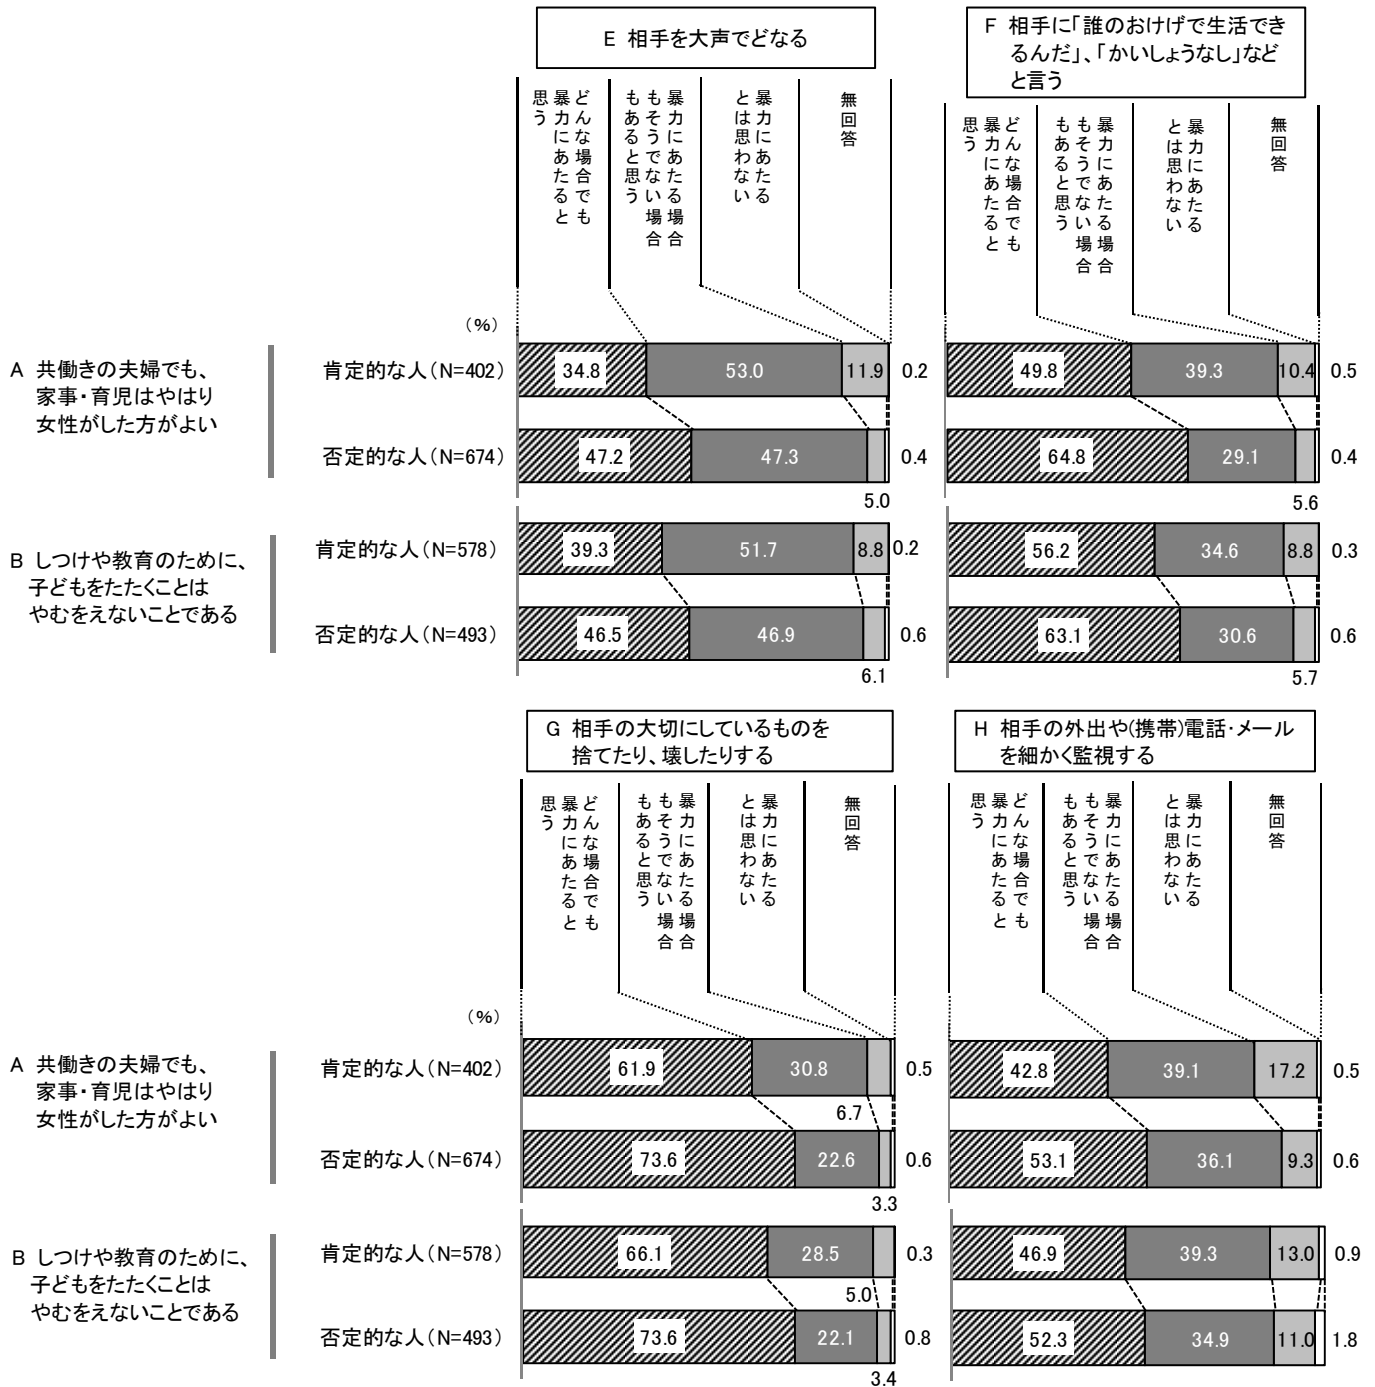 E 相手を大声でどなる
F 相手に「誰のおけげで生活でき
るんだ」、「かいしょうなし」など
と言う
どんな場合でも
暴力にあたると
思う
暴力にあたる場合
もそうでない場合
もあると思う
暴力にあたる
とは思わない
無回答
どんな場合でも
暴力にあたると
思う
暴力にあたる場合
もそうでない場合
もあると思う
暴力にあたる
とは思わない
無回答
(%)
A 共働きの夫婦でも、
家事・育児はやはり
女性がした方がよい
肯定的な人(N=402)
34.8
53.0
11.9
0.2
49.8
39.3
10.4
0.5
否定的な人(N=674)
47.2
47.3
5.0
0.4
64.8
29.1
5.6
0.4
B しつけや教育のために、
子どもをたたくことは
やむをえないことである
肯定的な人(N=578)
39.3
51.7
8.8
0.2
56.2
34.6
8.8
0.3
否定的な人(N=493)
46.5
46.9
6.1
0.6
63.1
30.6
5.7
0.6
G 相手の大切にしているものを
捨てたり、壊したりする
H 相手の外出や(携帯)電話・メール
を細かく監視する
どんな場合でも
暴力にあたると
思う
暴力にあたる場合
もそうでない場合
もあると思う
暴力にあたる
とは思わない
無回答
どんな場合でも
暴力にあたると
思う
暴力にあたる場合
もそうでない場合
もあると思う
暴力にあたる
とは思わない
無回答
(%)
A 共働きの夫婦でも、
家事・育児はやはり
女性がした方がよい
肯定的な人(N=402)
61.9
30.8
6.7
0.5
42.8
39.1
17.2
0.5
否定的な人(N=674)
73.6
22.6
3.3
0.6
53.1
36.1
9.3
0.6
B しつけや教育のために、
子どもをたたくことは
やむをえないことである
肯定的な人(N=578)
66.1
28.5
5.0
0.3
46.9
39.3
13.0
0.9
否定的な人(N=493)
73.6
22.1
3.4
0.8
52.3
34.9
11.0
1.8